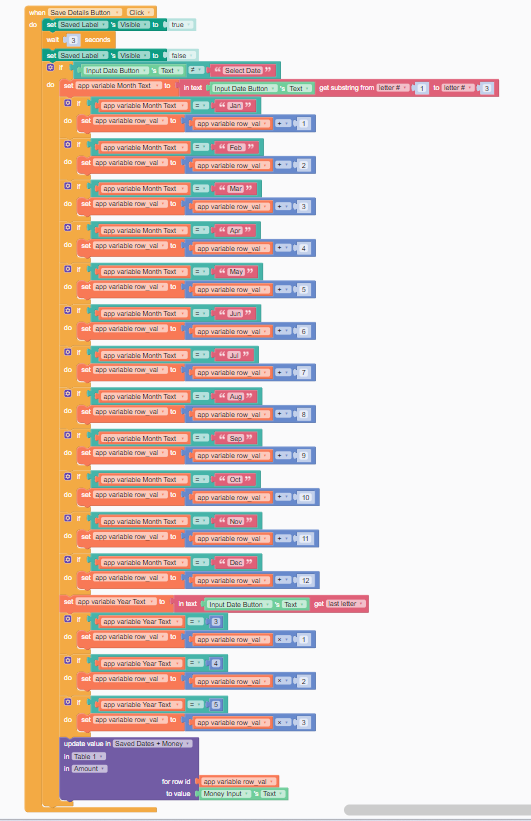 when Save Details Button Click
do set Saved Label 's Visible to true
wait 3 seconds
set Saved Label 's Visible to false
if Input Date Button 's Text ≠ “ Select Date ”
do set app variable Month Text to in text Input Date Button 's Text get substring from letter # 1 to letter # 3
if app variable Month Text = “ Jan ”
do set app variable row_val to app variable row_val + 1
if app variable Month Text = “ Feb ”
do set app variable row_val to app variable row_val + 2
if app variable Month Text = “ Mar ”
do set app variable row_val to app variable row_val + 3
if app variable Month Text = “ Apr ”
do set app variable row_val to app variable row_val + 4
if app variable Month Text = “ May ”
do set app variable row_val to app variable row_val + 5
if app variable Month Text = “ Jun ”
do set app variable row_val to app variable row_val + 6
if app variable Month Text = “ Jul ”
do set app variable row_val to app variable row_val + 7
if app variable Month Text = “ Aug ”
do set app variable row_val to app variable row_val + 8
if app variable Month Text = “ Sep ”
do set app variable row_val to app variable row_val + 9
if app variable Month Text = “ Oct ”
do set app variable row_val to app variable row_val + 10
if app variable Month Text = “ Nov ”
do set app variable row_val to app variable row_val + 11
if app variable Month Text = “ Dec ”
do set app variable row_val to app variable row_val + 12
set app variable Year Text to in text Input Date Button 's Text get last letter
if app variable Year Text = 3
do set app variable row_val to app variable row_val × 1
if app variable Year Text = 4
do set app variable row_val to app variable row_val × 2
if app variable Year Text = 5
do set app variable row_val to app variable row_val × 3
update value in Saved Dates + Money
in Table 1
in Amount
for row id app variable row_val
to value Money Input 's Text